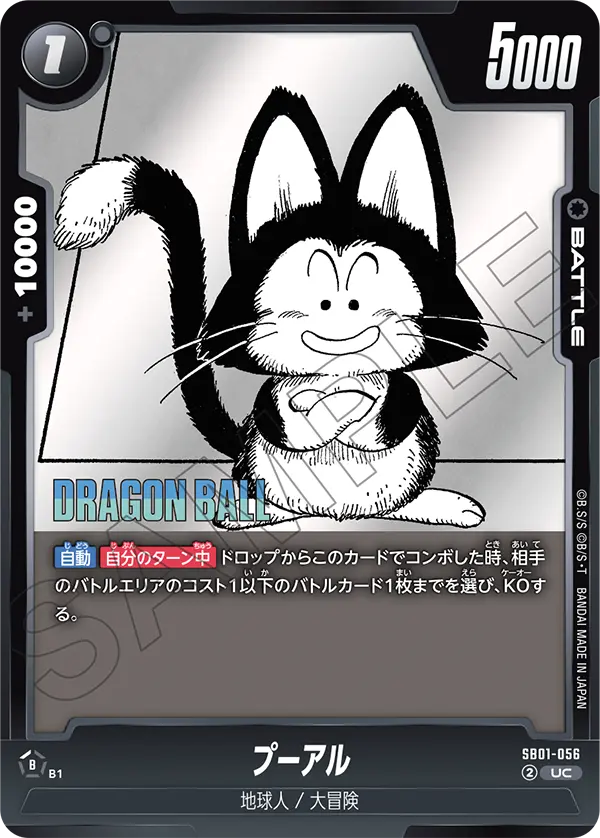 1
5000
+ 10000
BATTLE
DRAGON BALL
自動 自分のターン中 ドロップからこのカードでコンボした時、相手
のバトルエリアのコスト1以下のバトルカード1枚までを選び、KOす
る。
SAMPLE
©B.S/S ©B/S・T BANDAI MADE IN JAPAN
B B1
プーアル
SB01-056
② UC
地球人 / 大冒険